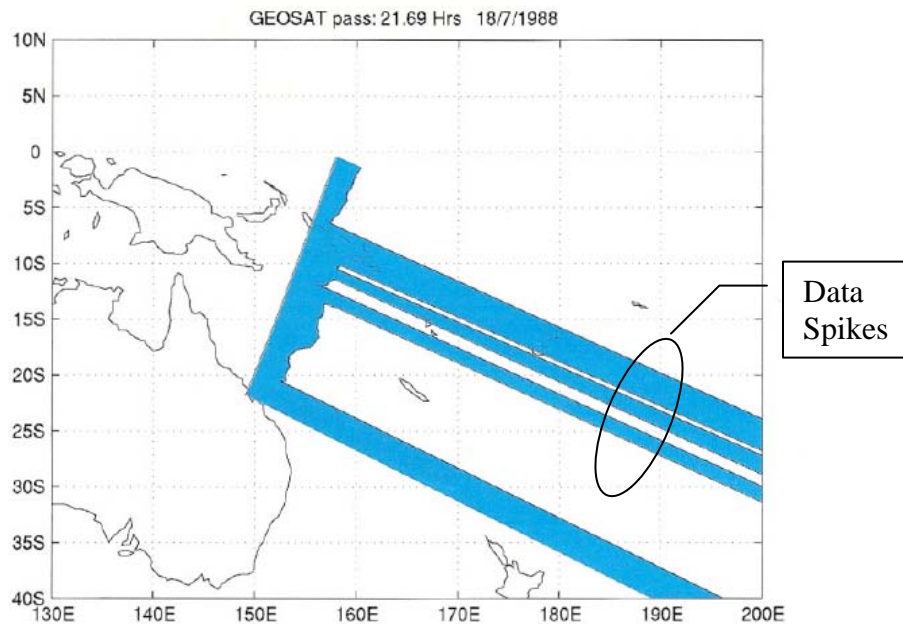 GEOSAT pass: 21.69 Hrs 18/7/1988
10N
5N
0
5S
10S
15S
20S
25S
30S
35S
40S
130E 140E 150E 160E 170E 180E 190E 200E
Data
Spikes